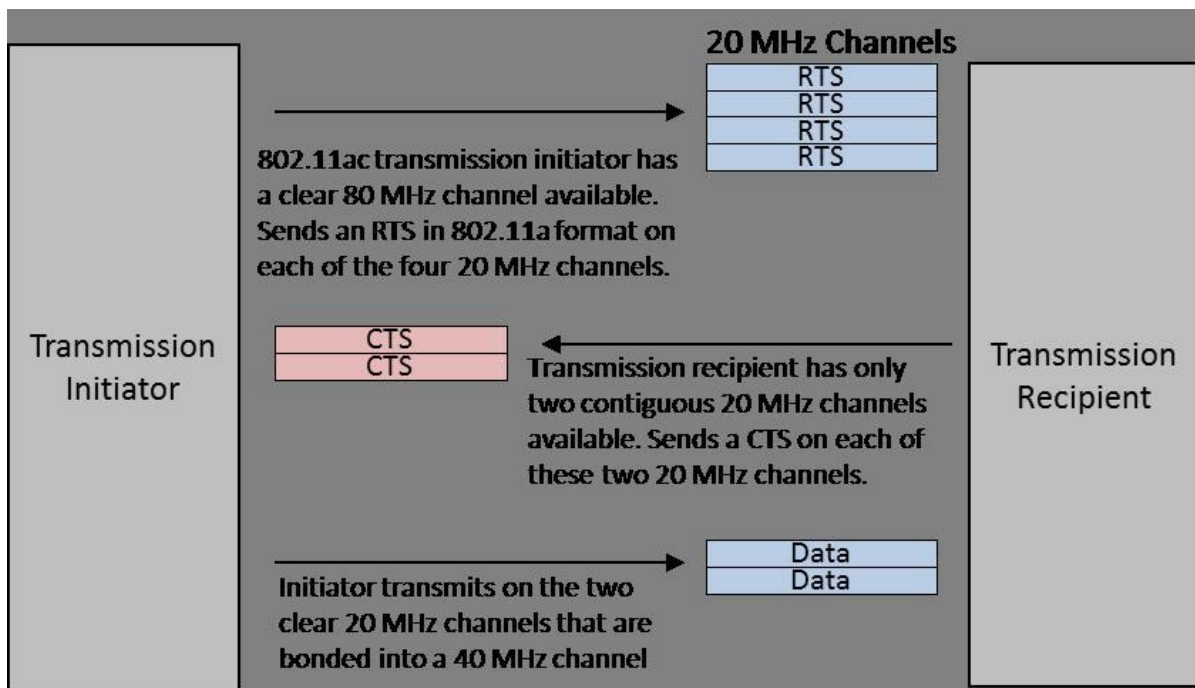 20 MHz Channels
RTS
RTS
RTS
RTS
802.11ac transmission initiator has
a clear 80 MHz channel available.
Sends an RTS in 802.11a format on
each of the four 20 MHz channels.
Transmission
Initiator
CTS
CTS
Transmission recipient has only
two contiguous 20 MHz channels
available. Sends a CTS on each of
these two 20 MHz channels.
Transmission
Recipient
Data
Data
Initiator transmits on the two
clear 20 MHz channels that are
bonded into a 40 MHz channel